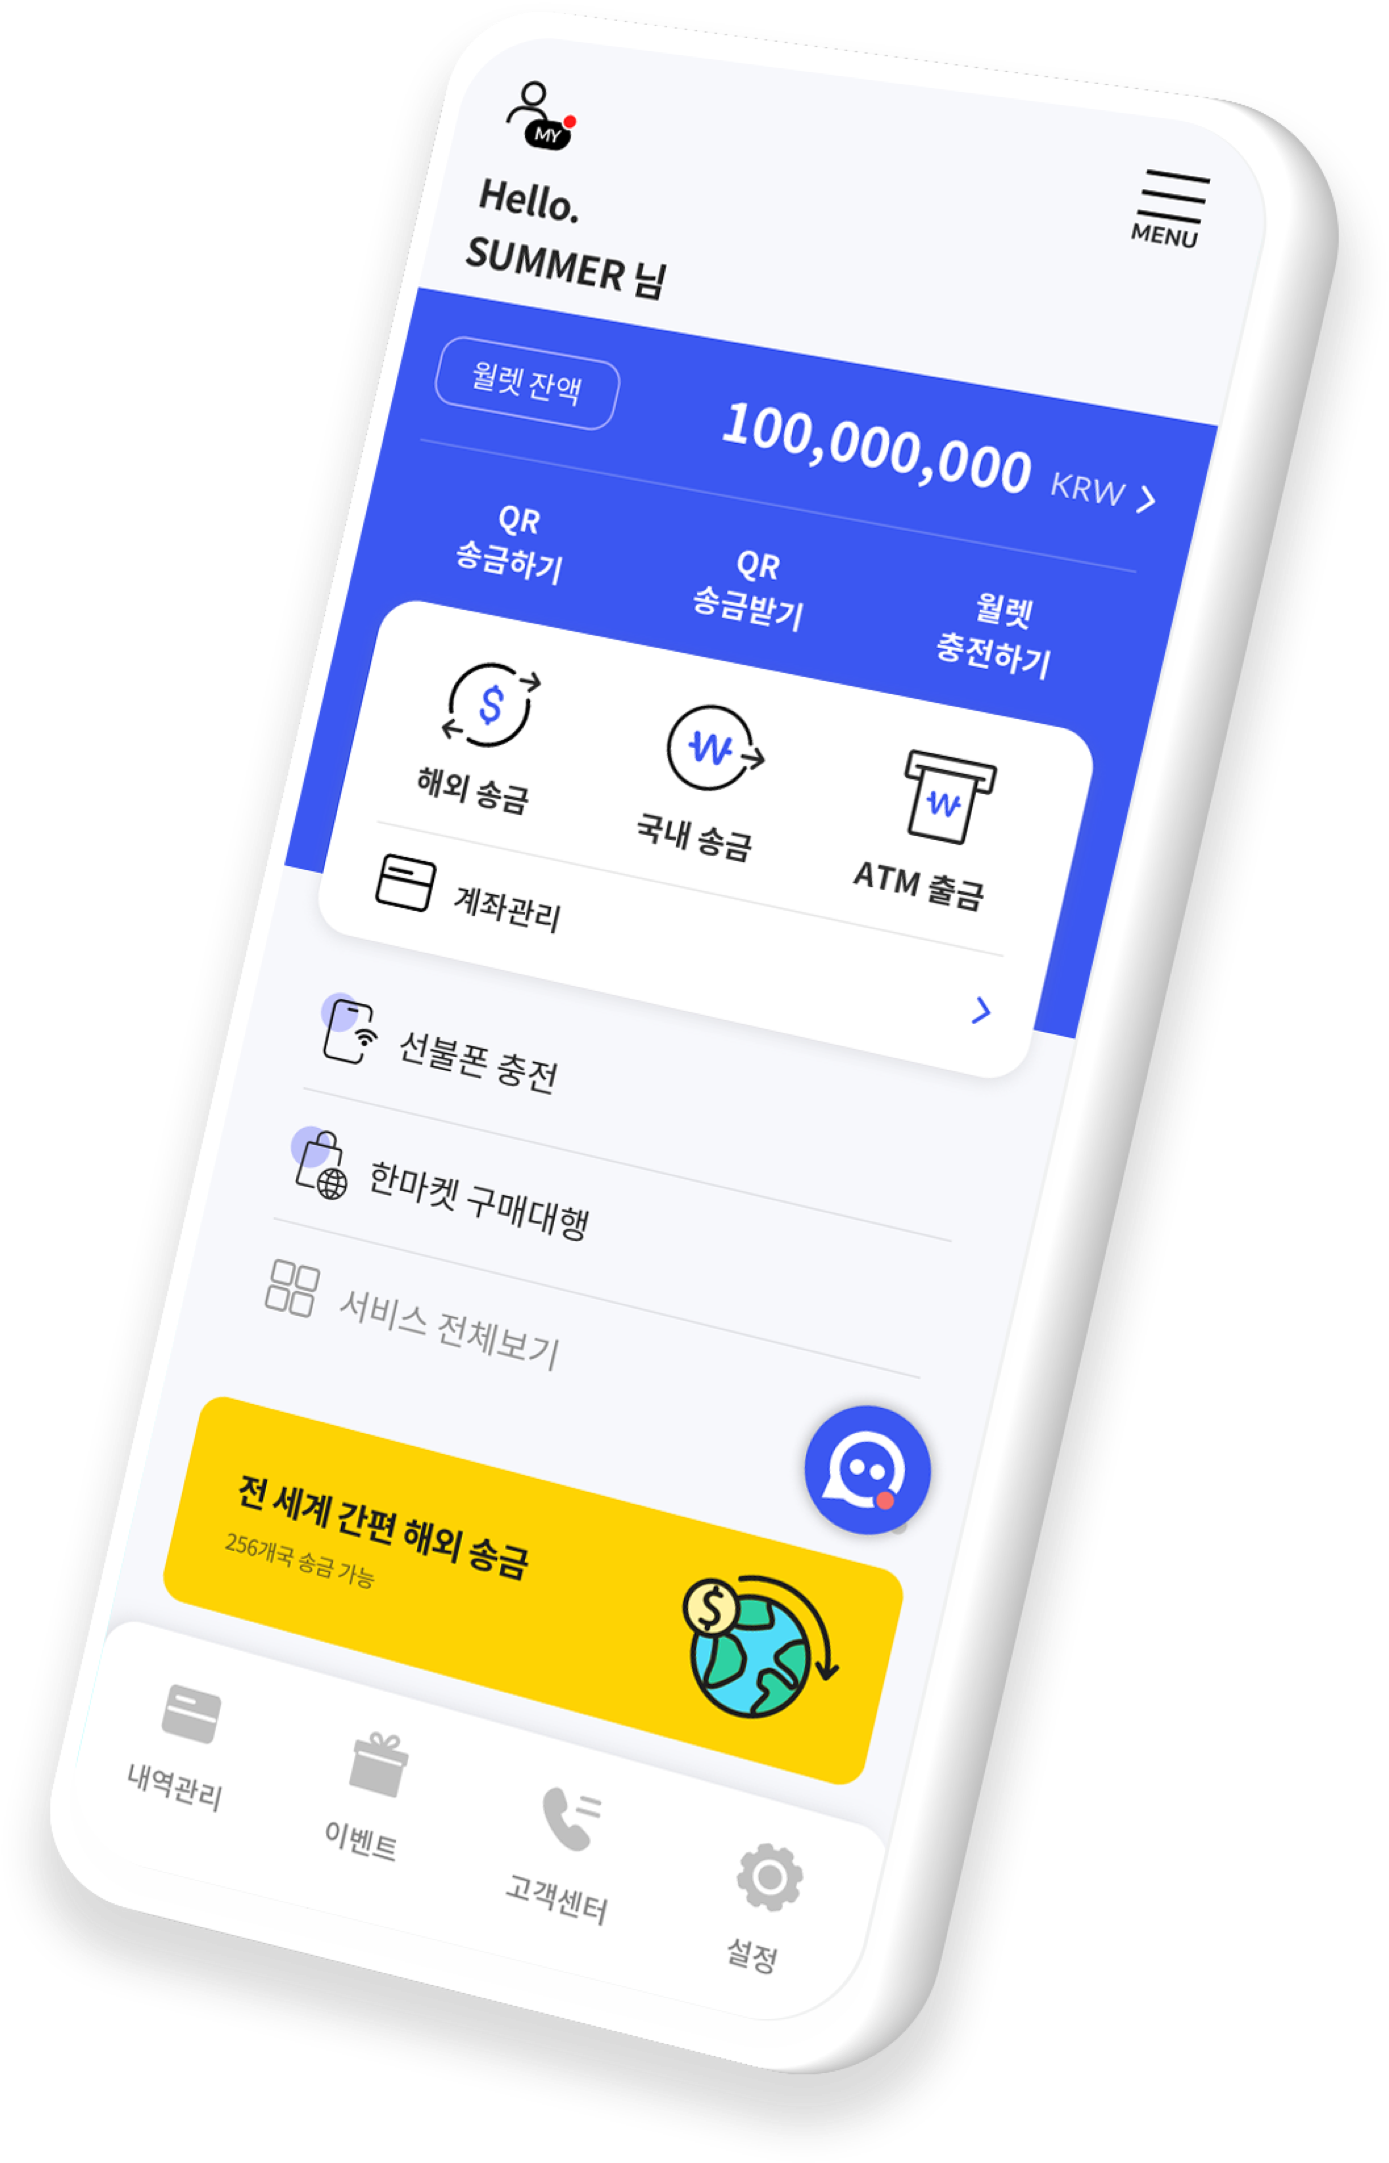 MY
MENU
Hello.
SUMMER 님
월렛 잔액
100,000,000 KRW
QR
송금하기
QR
송금받기
월렛
충전하기
해외 송금
국내 송금
ATM 출금
계좌관리
선불폰 충전
한마켓 구매대행
서비스 전체보기
전 세계 간편 해외 송금
256개국 송금 가능
내역관리
이벤트
고객센터
설정